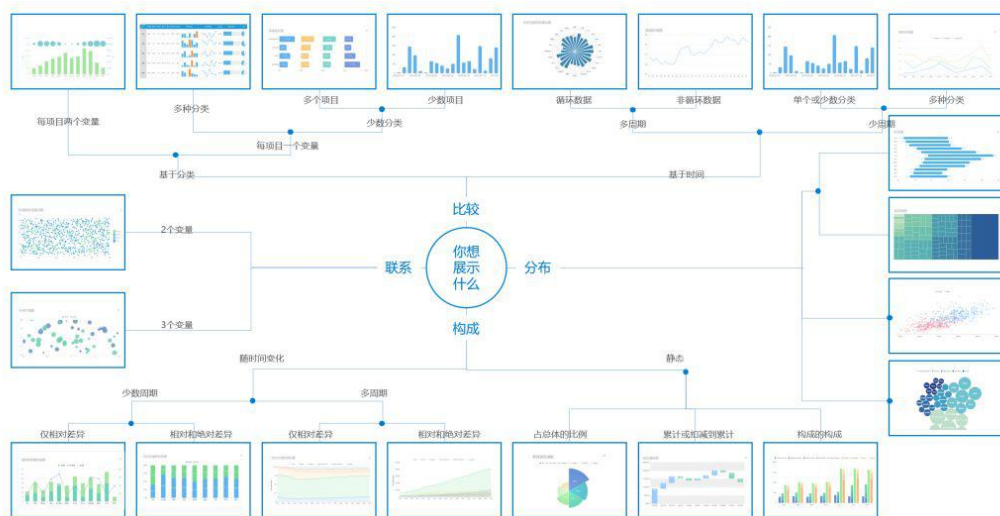 多种分类
多个项目
少数项目
循环数据
非循环数据
单个或少数分类
多种分类
每项目两个变量
少数分类
多周期
少周期
每项目一个变量
基于分类
基于时间
比较
2个变量
联系
你想
展示
什么
分布
3个变量
构成
随时间变化
静态
少数周期
多周期
仅相对差异
相对和绝对差异
仅相对差异
相对和绝对差异
占总体的比例
累计或扣减到累计
构成的构成